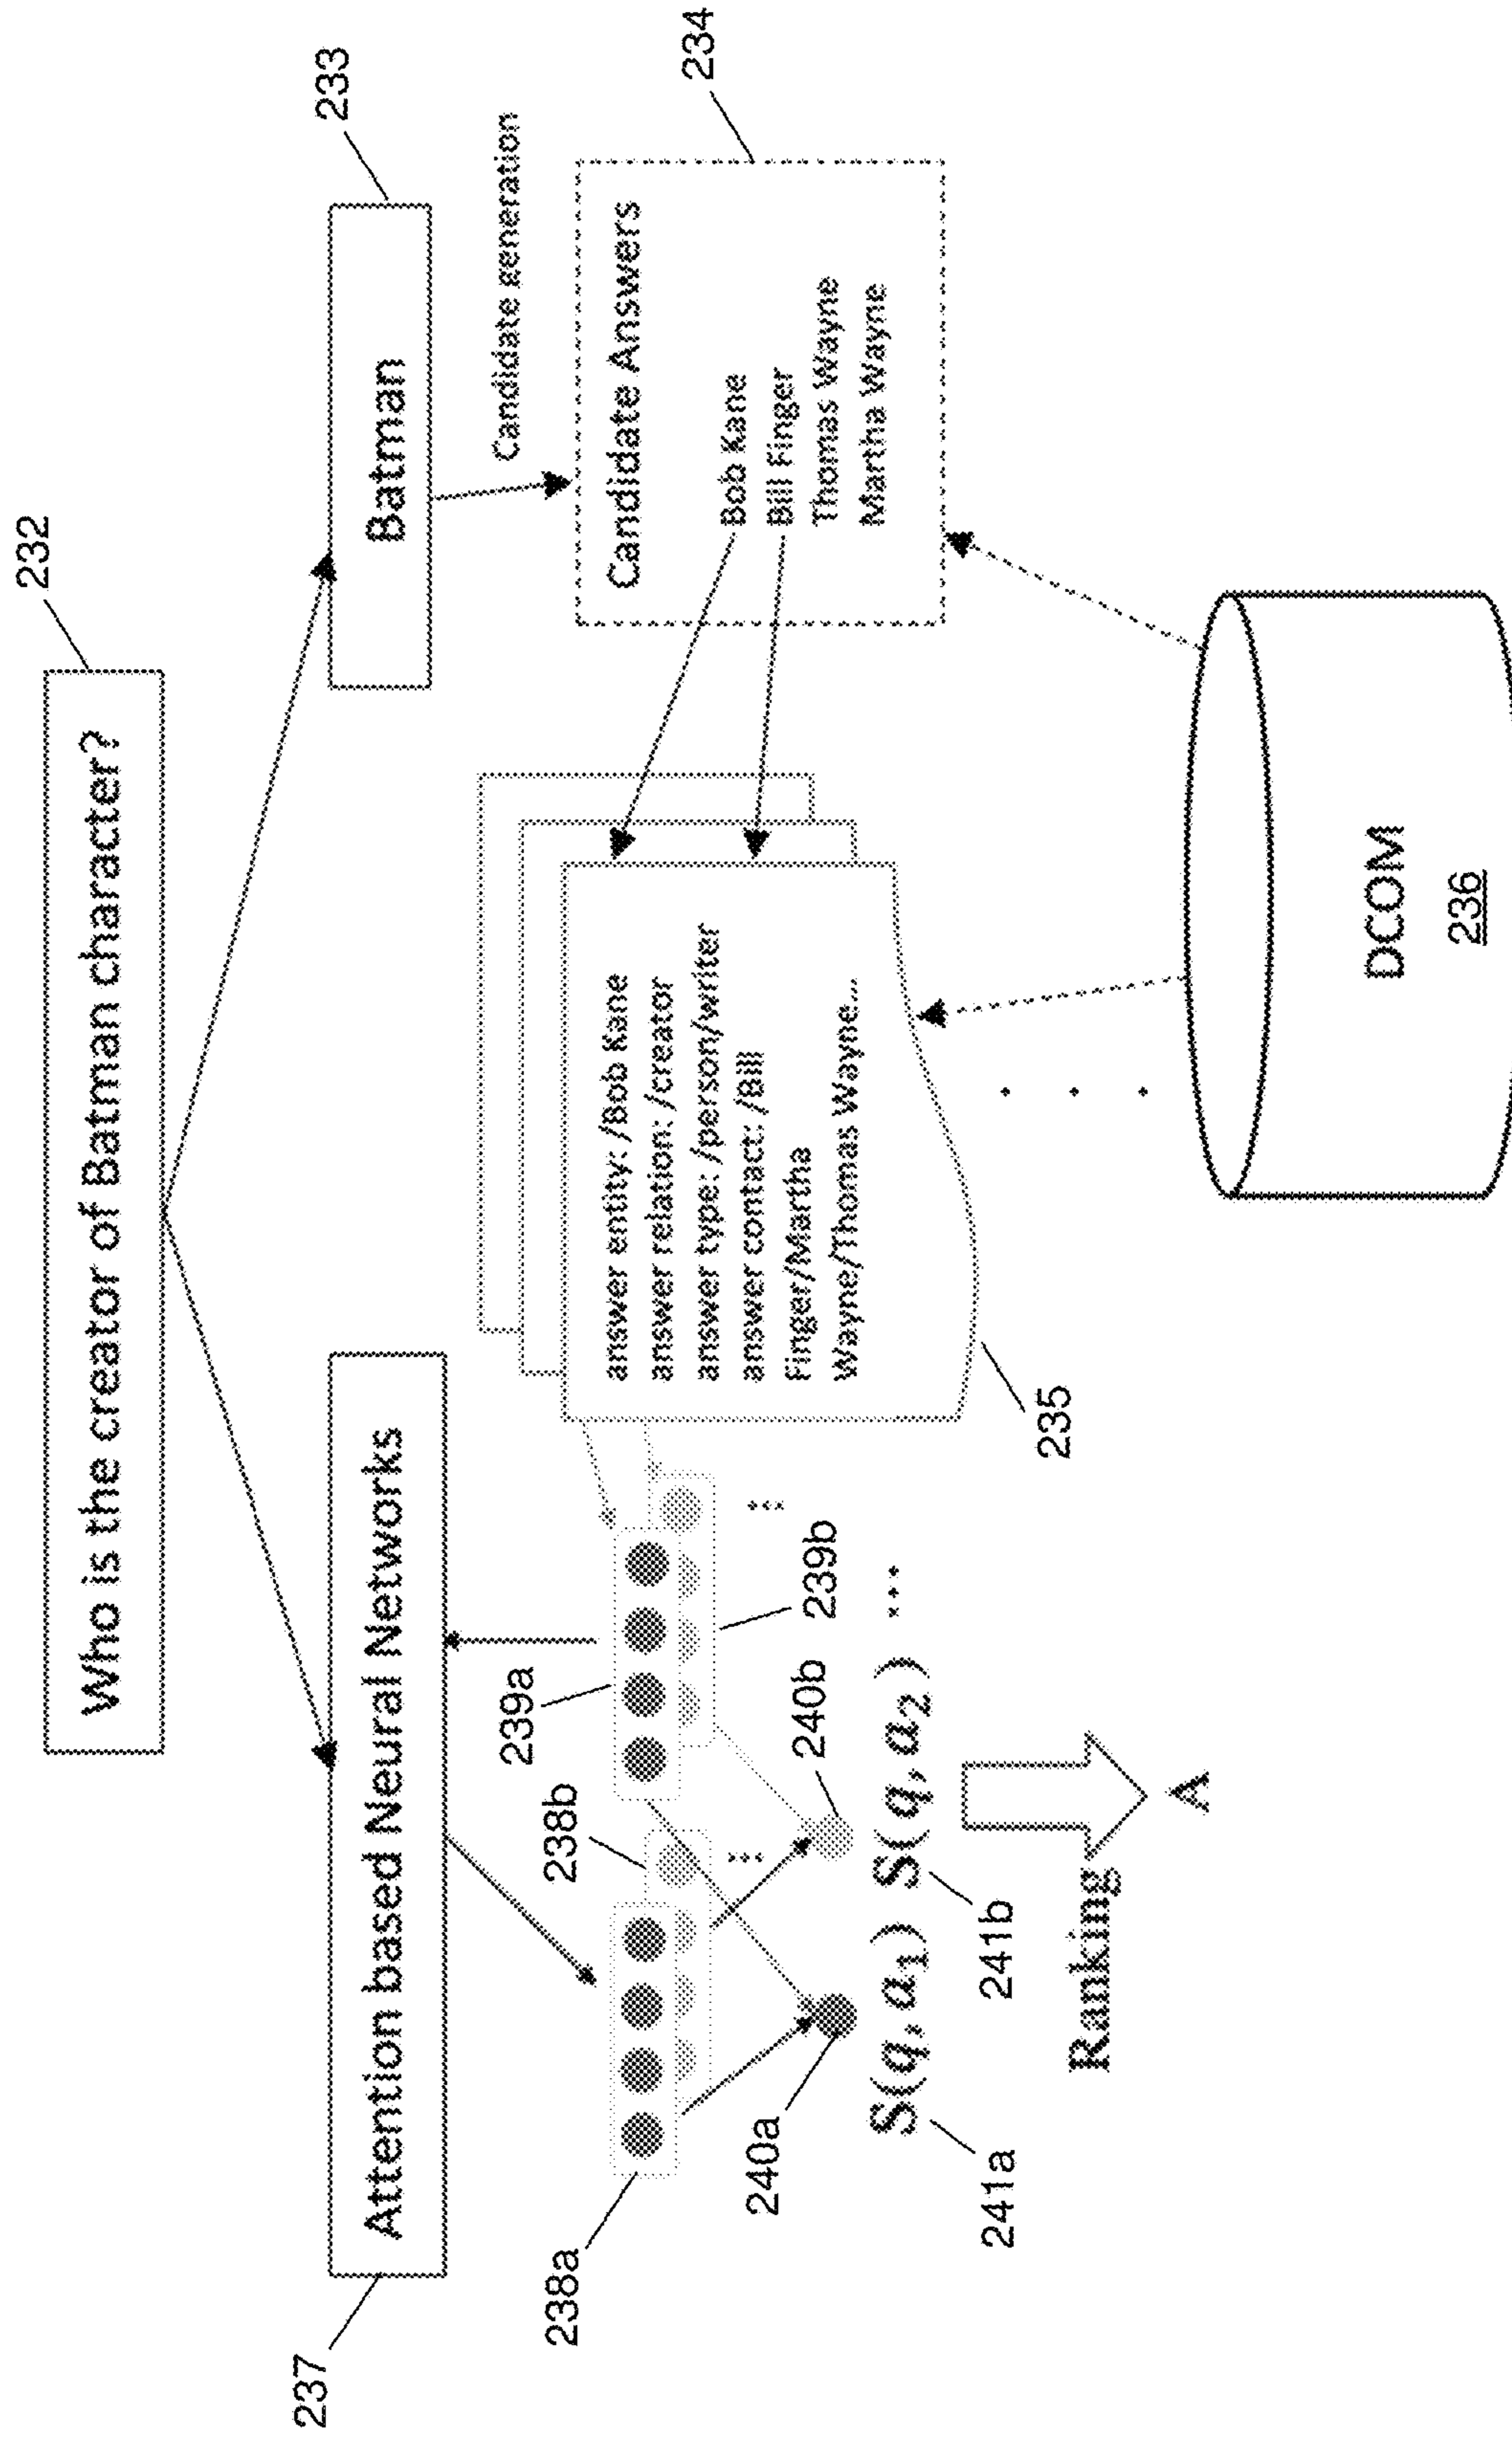 232
Who is the creator of Batman character?
237
Attention based Neural Networks
Batman
233
Candidate generation
238a
238b
239a
239b
240a
240b
S(q, a1) S(q, a2) ...
241a
241b
Ranking
A
answer entity: /Bob Kane
answer relation: /creator
answer type: /person/writer
answer contact: /Bill
Finger/Martha
Wayne/Thomas Wayne...
235
Candidate Answers
Bob Kane
Bill Finger
Thomas Wayne
Martha Wayne
234
DCOM
236